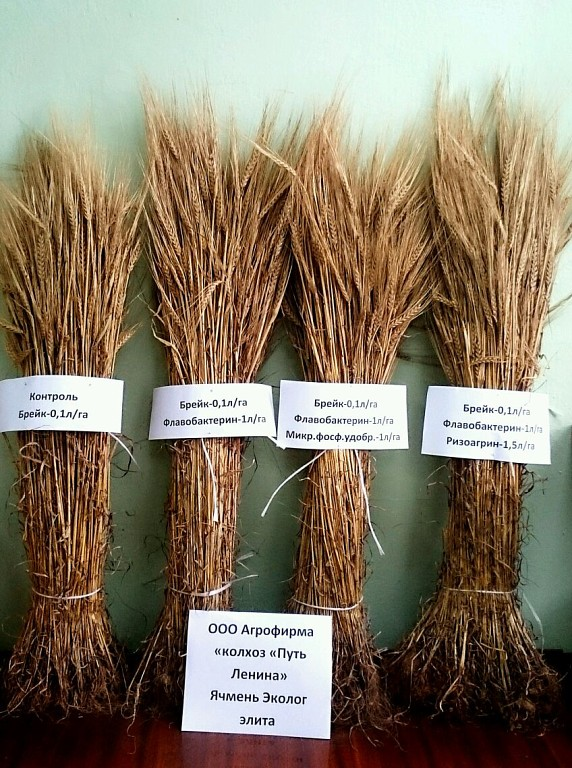 Контроль
Брейк-0,1л/га
Брейк-0,1л/га
Флавобактерин-1л/га
Брейк-0,1л/га
Флавобактерин-1л/га
Микр.фосф.удобр.-1л/га
Брейк-0,1л/га
Флавобактерин-1л/га
Ризоагрин-1,5л/га
ООО Агрофирма
«колхоз «Путь
Ленина»
Ячмень Эколог
элита